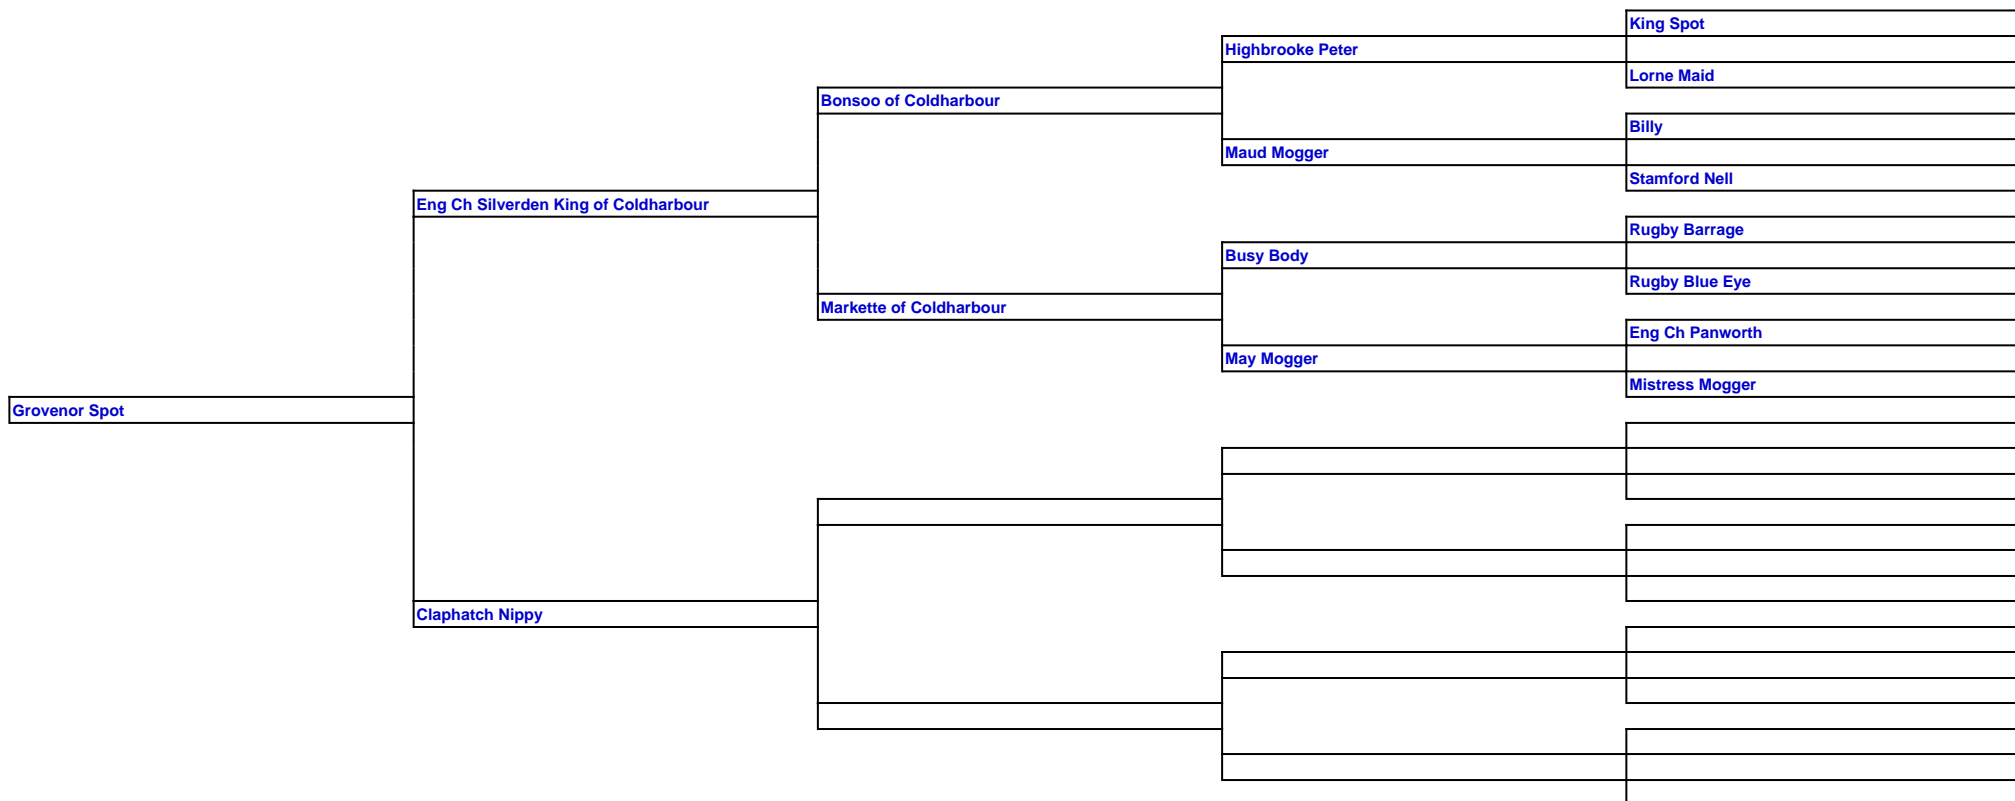 King Spot
Highbrooke Peter
Lorne Maid
Bonsoo of Coldharbour
Billy
Maud Mogger
Stamford Nell
Eng Ch Silverden King of Coldharbour
Rugby Barrage
Busy Body
Rugby Blue Eye
Markette of Coldharbour
Eng Ch Panworth
May Mogger
Mistress Mogger
Grovenor Spot
Claphatch Nippy